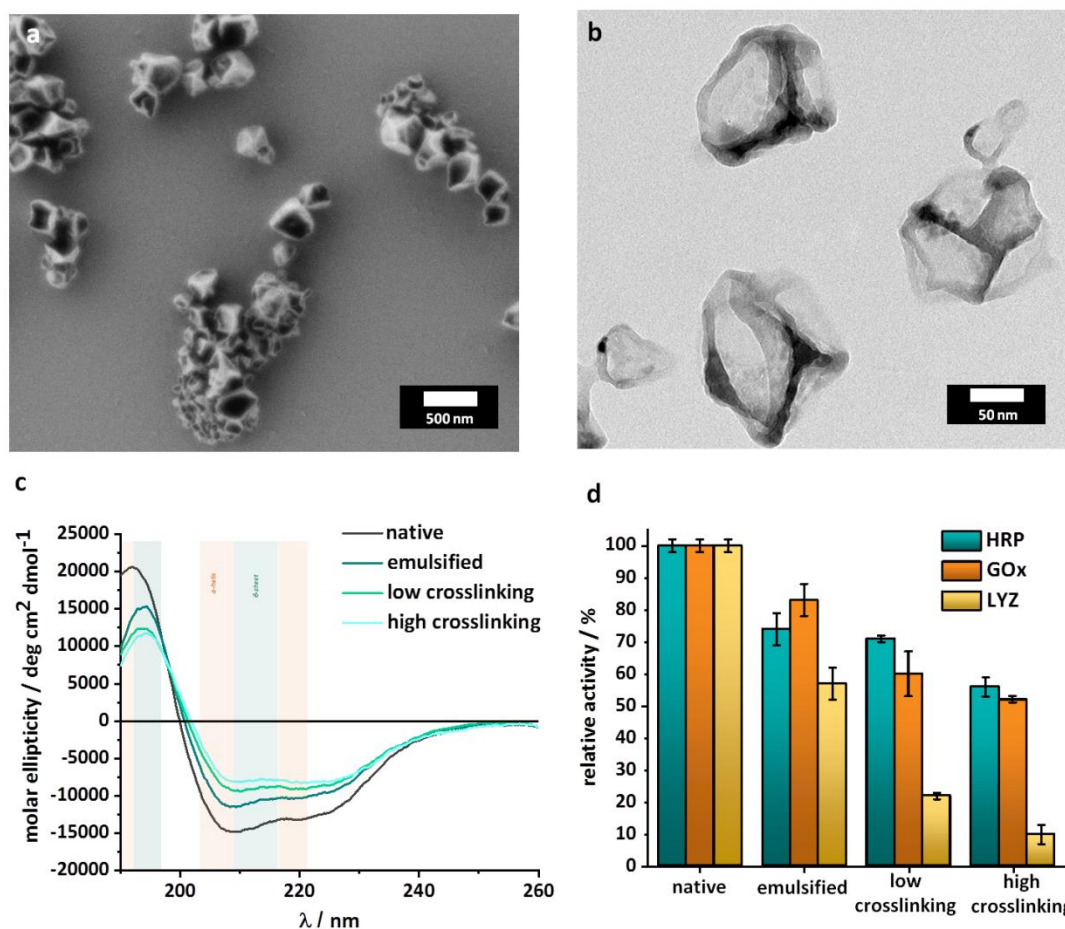 a
500 nm
b
50 nm
c
25000
20000
15000
10000
5000
0
-5000
-10000
-15000
-20000
molar ellipticity / deg cm² dmol⁻¹
α-helix
β-sheet
native
emulsified
low crosslinking
high crosslinking
200 220 240 260
λ / nm
d
100
90
80
70
60
50
40
30
20
10
0
relative activity / %
HRP
GOx
LYZ
native
emulsified
low
crosslinking
high
crosslinking